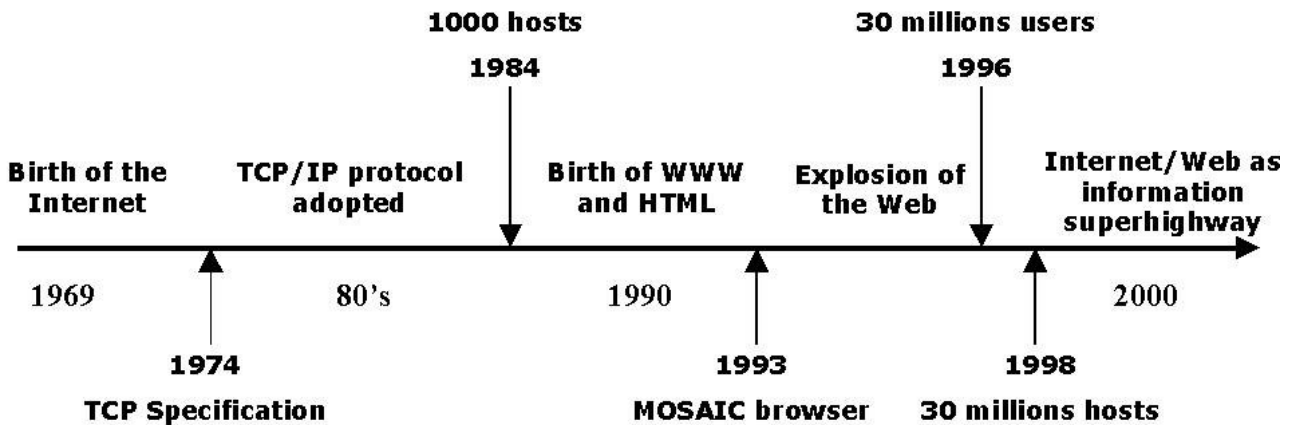 1000 hosts
1984
30 millions users
1996
Birth of the
Internet
TCP/IP protocol
adopted
Birth of WWW
and HTML
Explosion of
the Web
Internet/Web as
information
superhighway
1969
80's
1990
2000
1974
TCP Specification
1993
MOSAIC browser
1998
30 millions hosts